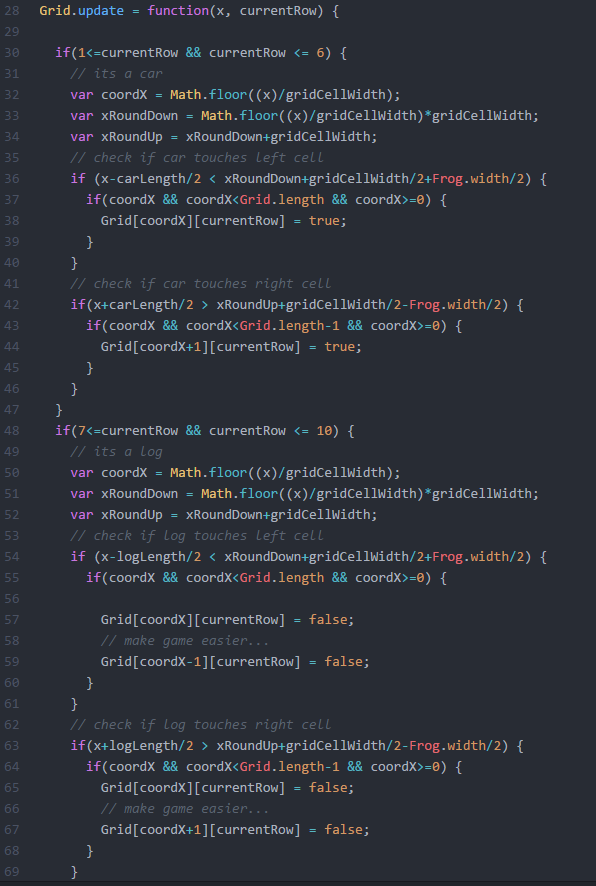 28 Grid.update = function(x, currentRow) {
29
30   if(1<=currentRow && currentRow <= 6) {
31     // its a car
32     var coordX = Math.floor((x)/gridCellWidth);
33     var xRoundDown = Math.floor((x)/gridCellWidth)*gridCellWidth;
34     var xRoundUp = xRoundDown+gridCellWidth;
35     // check if car touches left cell
36     if (x-carLength/2 < xRoundDown+gridCellWidth/2+Frog.width/2) {
37       if(coordX && coordX<Grid.length && coordX>=0) {
38         Grid[coordX][currentRow] = true;
39       }
40     }
41     // check if car touches right cell
42     if(x+carLength/2 > xRoundUp+gridCellWidth/2-Frog.width/2) {
43       if(coordX && coordX<Grid.length-1 && coordX>=0) {
44         Grid[coordX+1][currentRow] = true;
45       }
46     }
47   }
48   if(7<=currentRow && currentRow <= 10) {
49     // its a log
50     var coordX = Math.floor((x)/gridCellWidth);
51     var xRoundDown = Math.floor((x)/gridCellWidth)*gridCellWidth;
52     var xRoundUp = xRoundDown+gridCellWidth;
53     // check if log touches left cell
54     if (x-logLength/2 < xRoundDown+gridCellWidth/2+Frog.width/2) {
55       if(coordX && coordX<Grid.length && coordX>=0) {
56
57         Grid[coordX][currentRow] = false;
58         // make game easier...
59         Grid[coordX-1][currentRow] = false;
60       }
61     }
62     // check if log touches right cell
63     if(x+logLength/2 > xRoundUp+gridCellWidth/2-Frog.width/2) {
64       if(coordX && coordX<Grid.length-1 && coordX>=0) {
65         Grid[coordX][currentRow] = false;
66         // make game easier...
67         Grid[coordX+1][currentRow] = false;
68       }
69     }